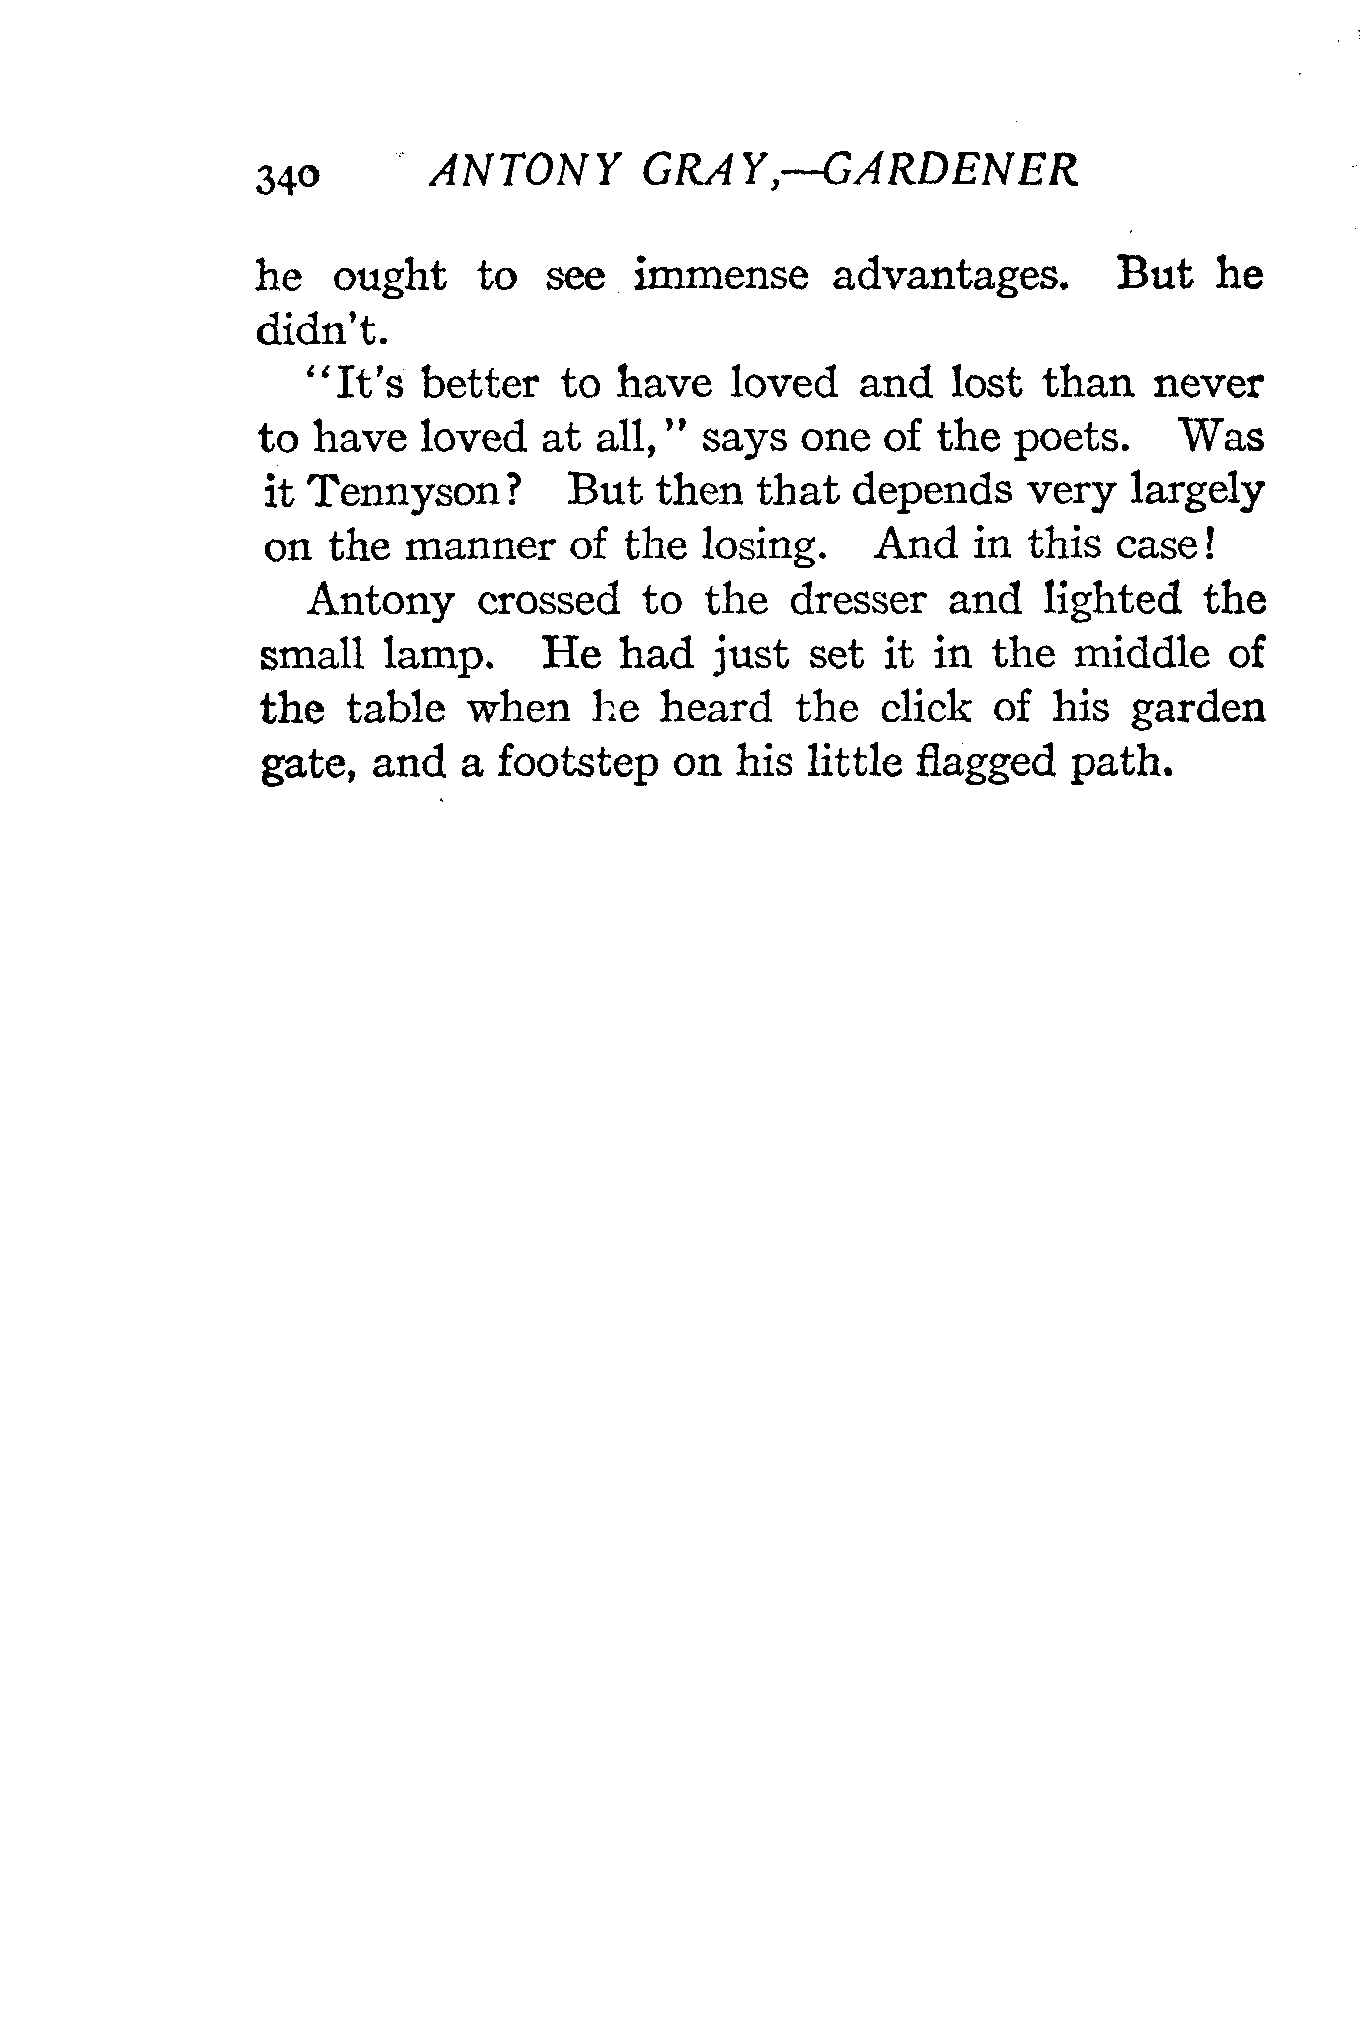 340 ANTONY GRAY,—GARDENER
he ought to see immense advantages. But he
didn't.
"It's better to have loved and lost than never
to have loved at all," says one of the poets. Was
it Tennyson? But then that depends very largely
on the manner of the losing. And in this case!
Antony crossed to the dresser and lighted the
small lamp. He had just set it in the middle of
the table when he heard the click of his garden
gate, and a footstep on his little flagged path.